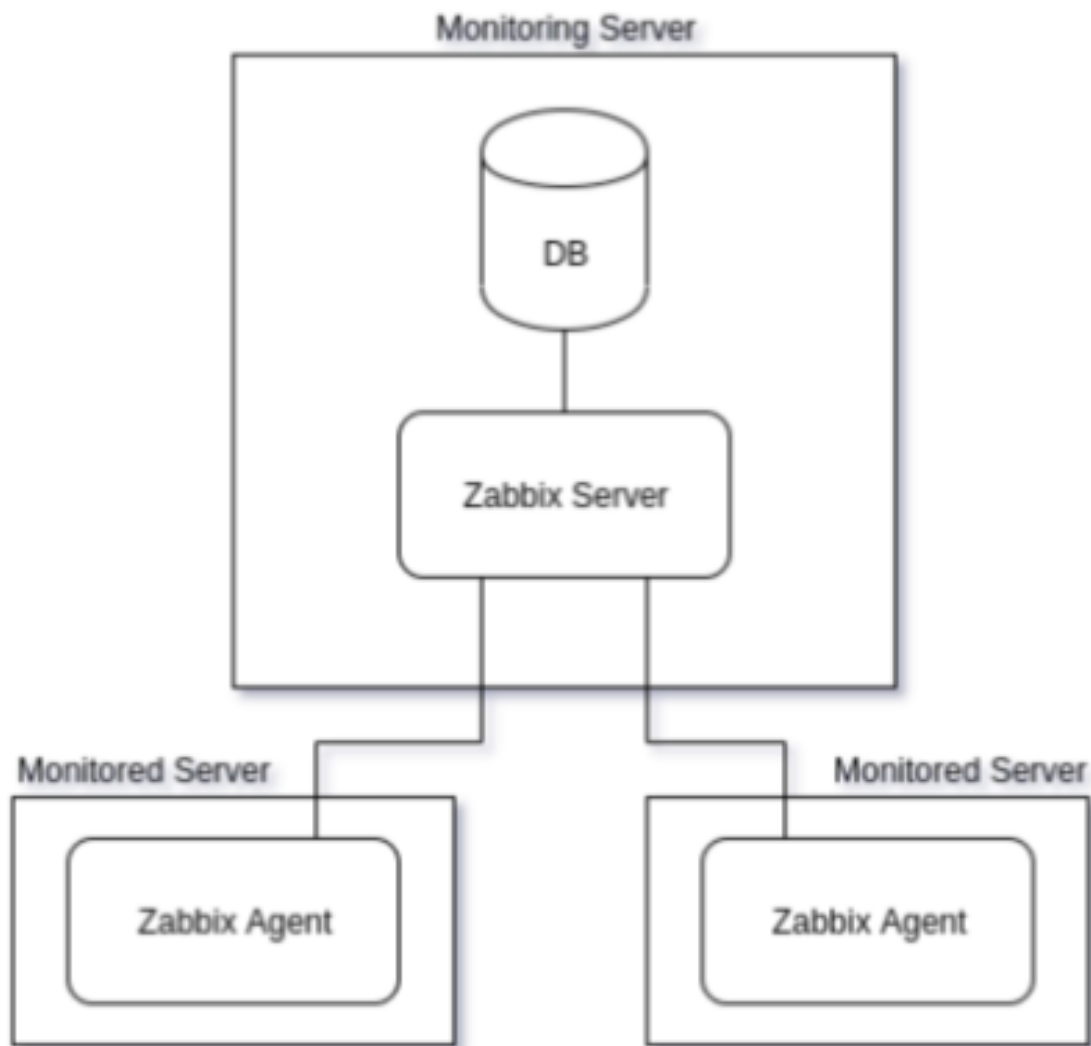 Monitoring Server
DB
Zabbix Server
Monitored Server
Monitored Server
Zabbix Agent
Zabbix Agent